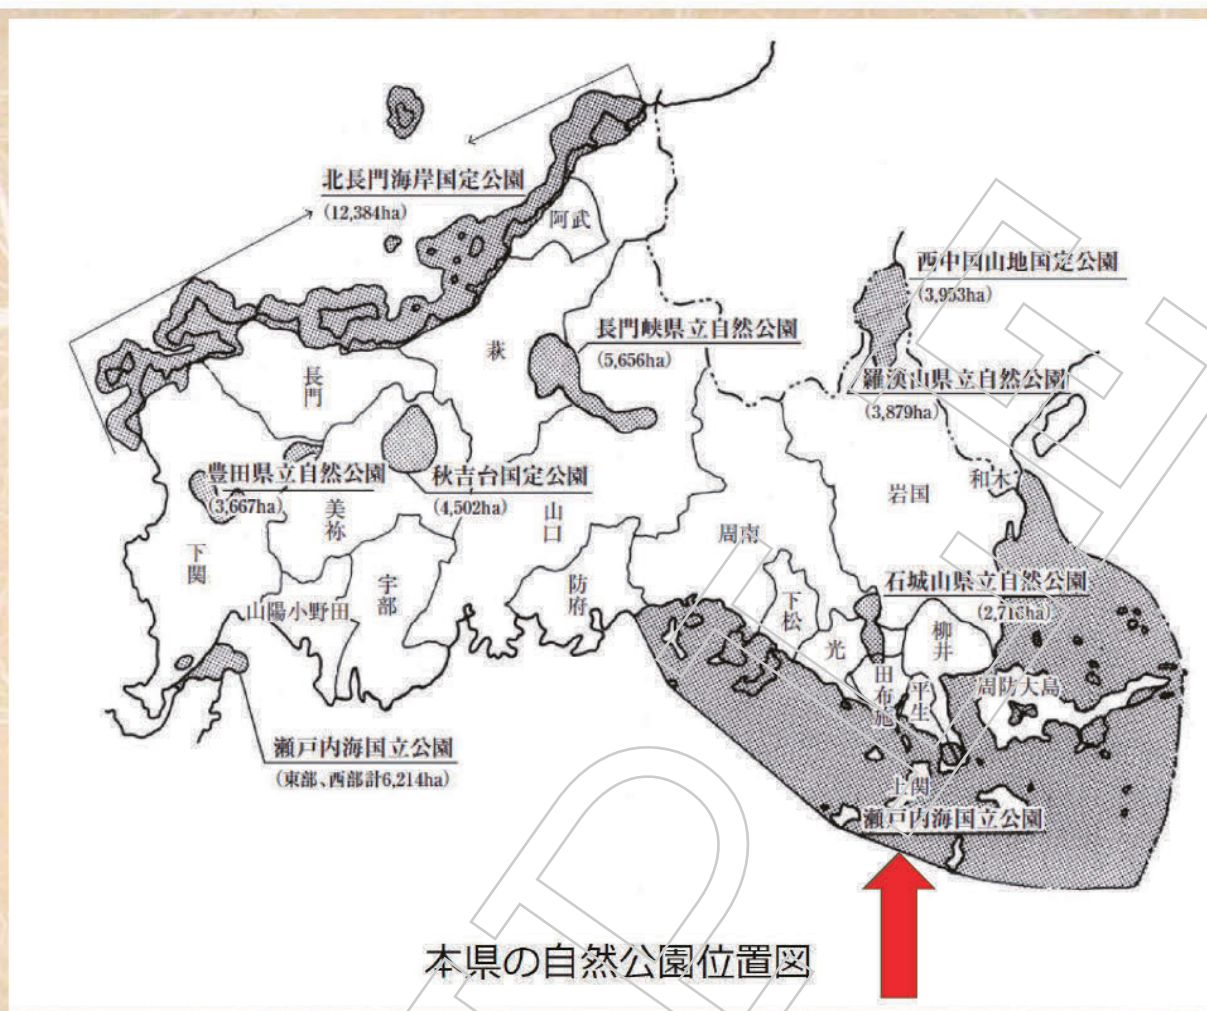 北長門海岸国定公園
(12,384ha)
阿武
西中国山地国定公園
(3,953ha)
長門峡県立自然公園
(5,656ha)
萩
長門
羅漢山県立自然公園
(3,879ha)
豊田県立自然公園
(3,667ha)
秋吉台国定公園
(4,502ha)
和木
岩国
美祢
山口
周南
下関
宇部
防府
山陽小野田
下松
石城山県立自然公園
(2,716ha)
光
柳井
田布施
平生
周防大島
瀬戸内海国立公園
(東部、西部計6,214ha)
上関
瀬戸内海国立公園
本県の自然公園位置図